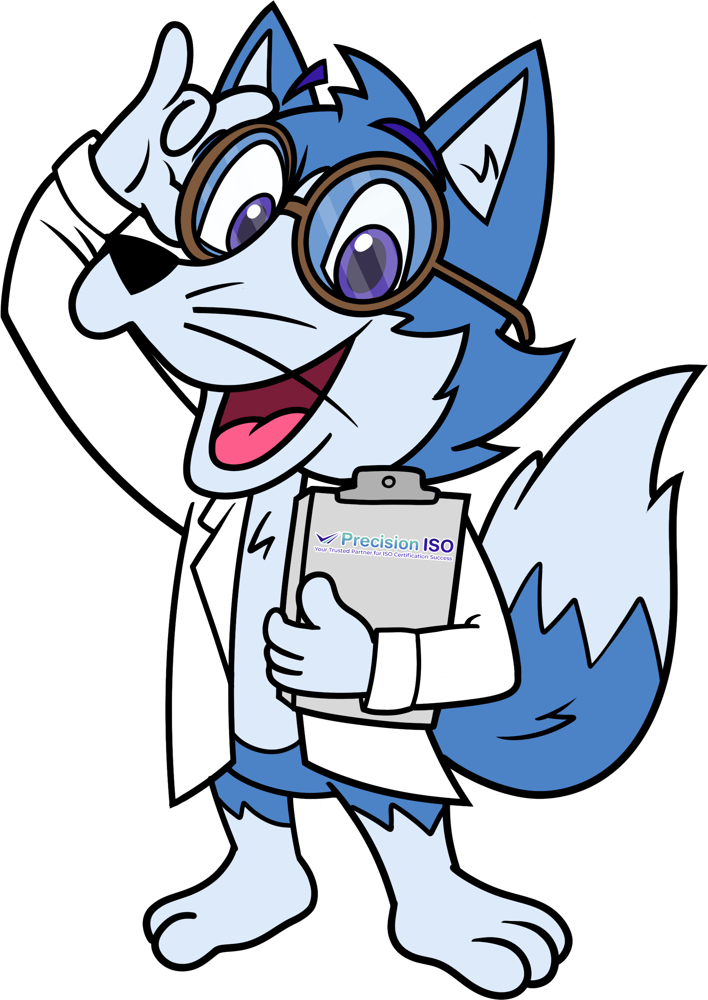 Precision ISO
Your Trusted Partner for ISO Certification Success